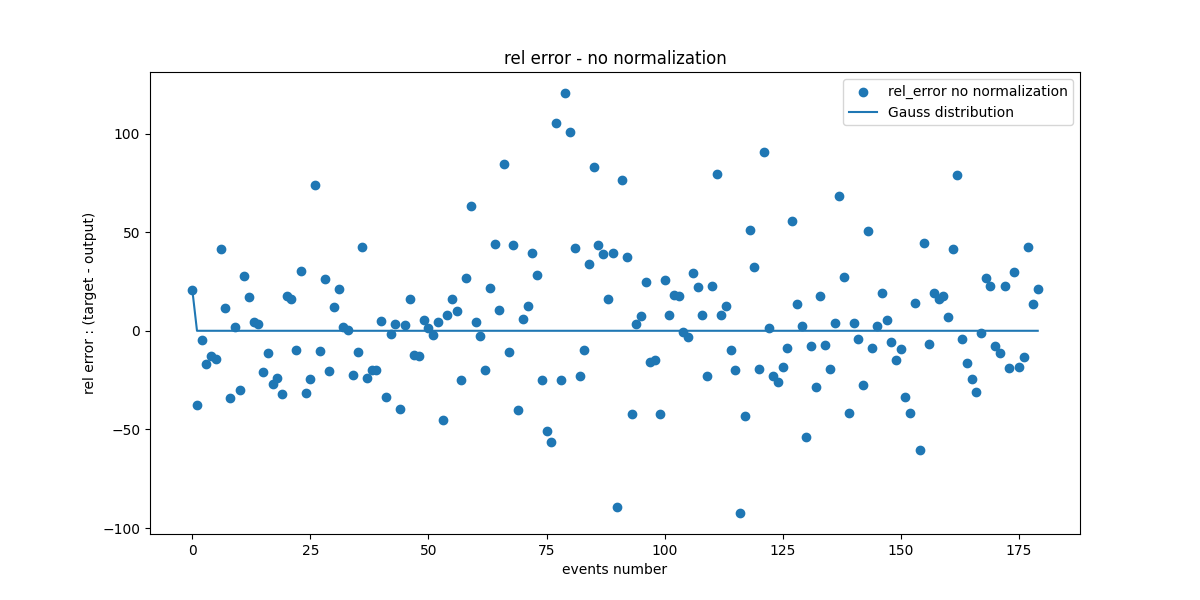 rel error - no normalization
rel_error no normalization
Gauss distribution
rel error : (target - output)
100
50
0
−50
−100
0 25 50 75 100 125 150 175
events number